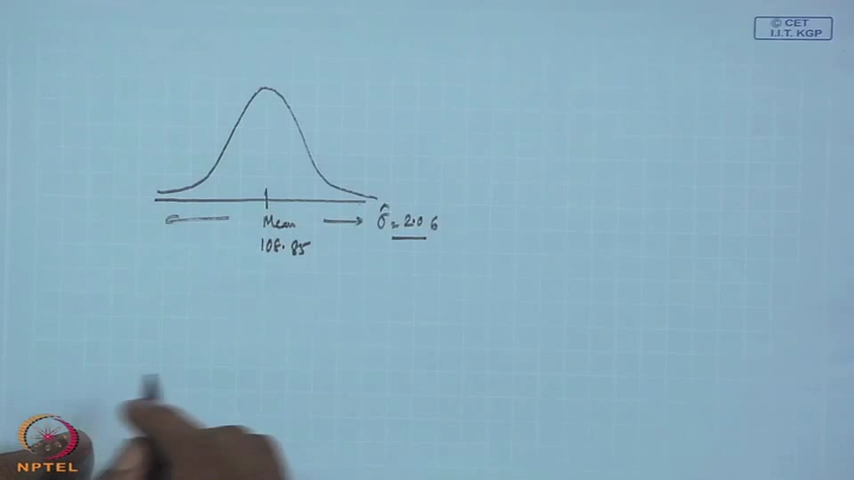 © CET
I.I.T. KGP
Mean
σ̂ = 2.06
108.85
NPTEL